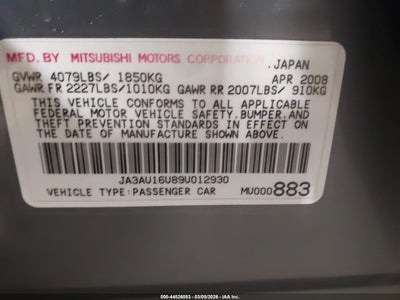 MFD. BY MITSUBISHI MOTORS CORPORATION, JAPAN
GVWR 4079LBS/ 1850KG APR 2008
GAWR FR 2227LBS/1010KG GAWR RR 2007LBS/ 910KG
THIS VEHICLE CONFORMS TO ALL APPLICABLE
FEDERAL MOTOR VEHICLE SAFETY, BUMPER, AND
THEFT PREVENTION STANDARDS IN EFFECT ON
THE DATE OF MANUFACTURE SHOWN ABOVE.
JA3AU16U89U012930
VEHICLE TYPE:PASSENGER CAR MU000883
000-44526083 - 03/05/2026 - IAA Inc.